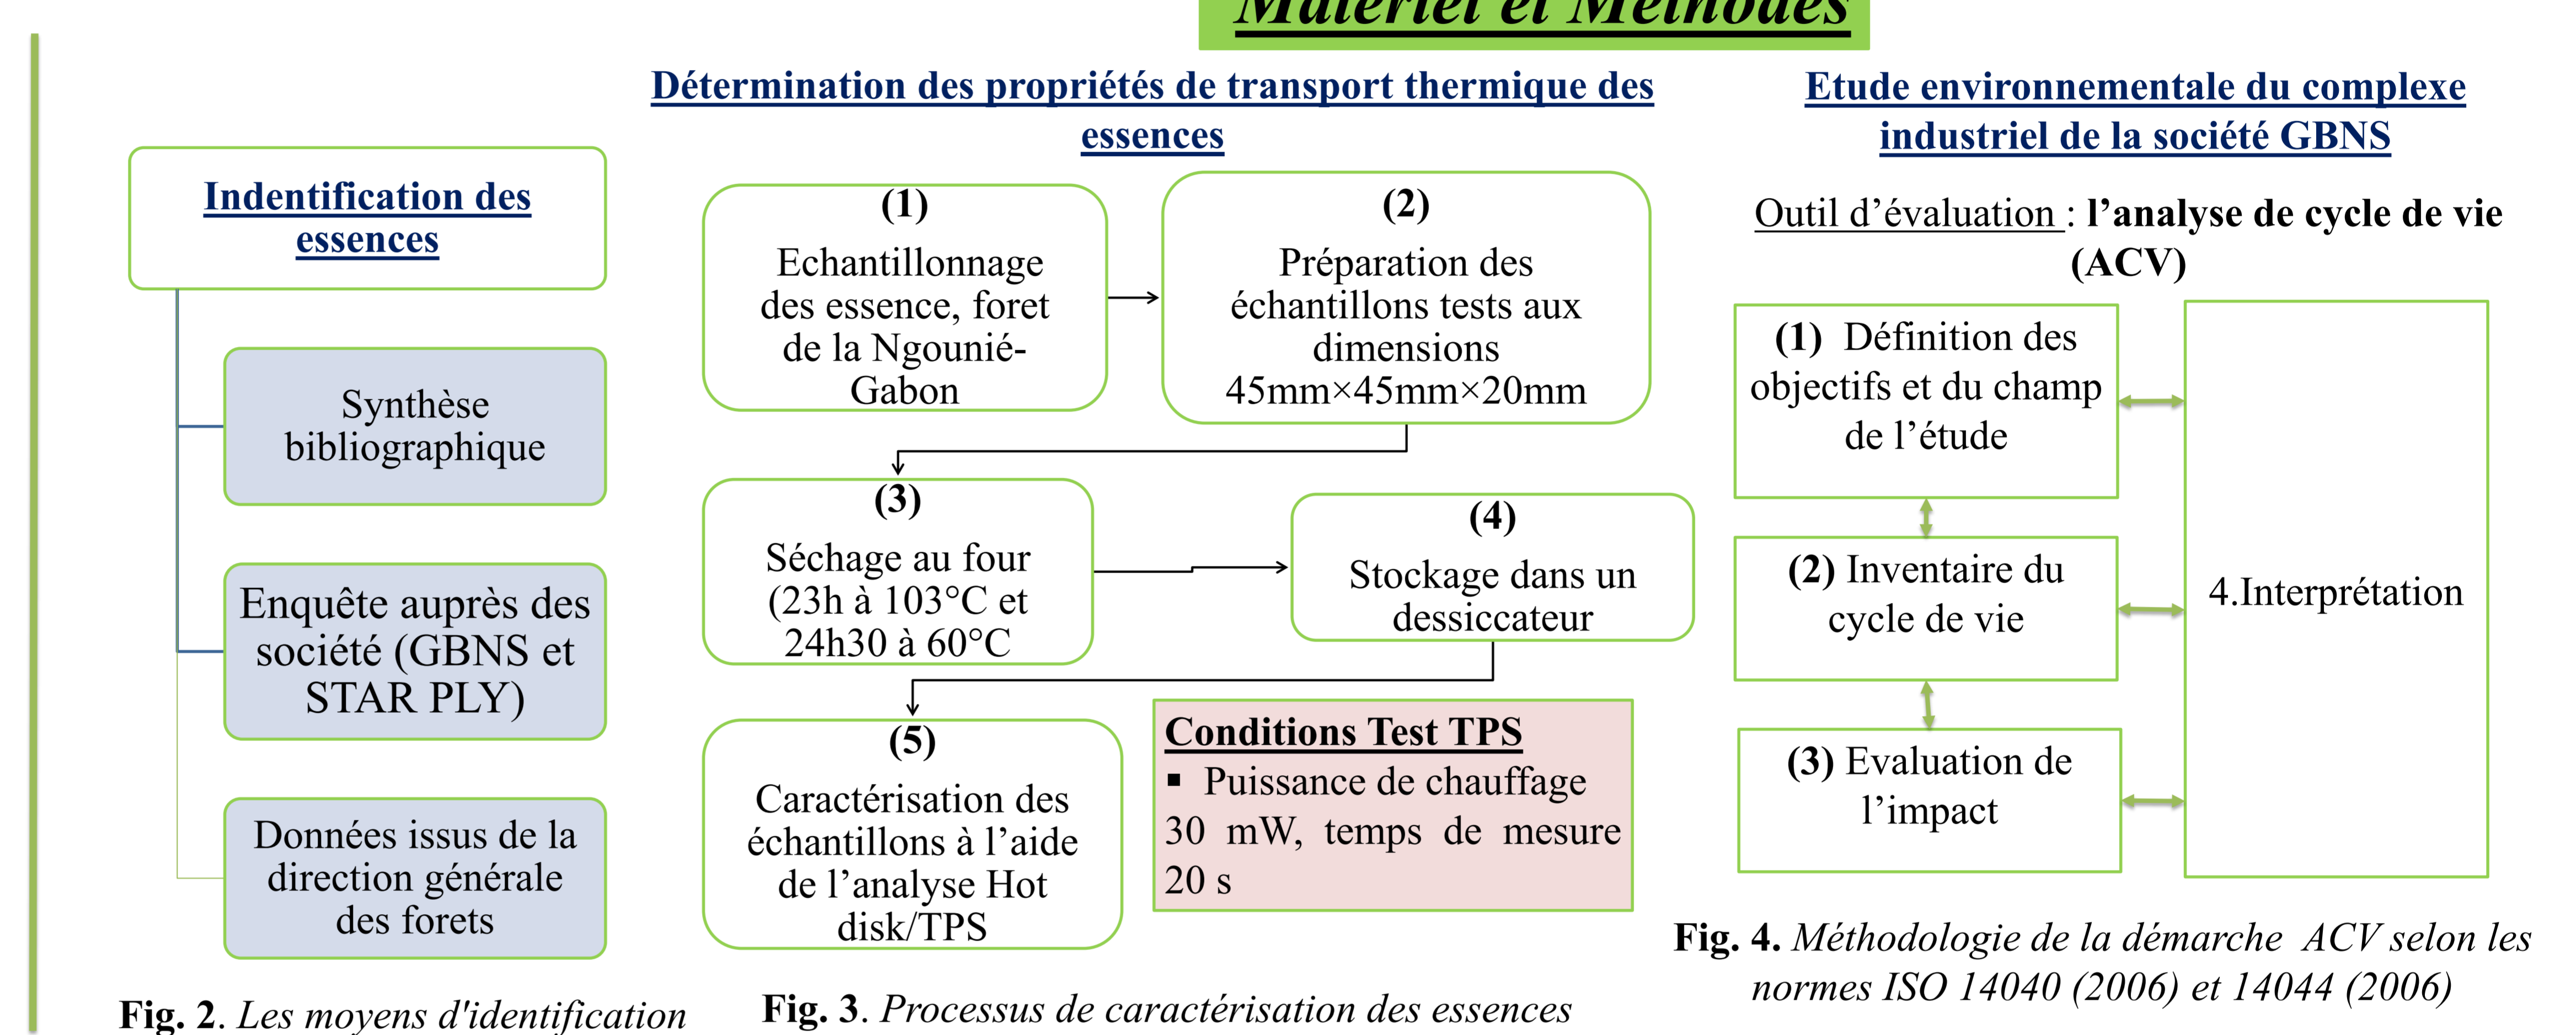 Matériel et Méthodes
Indentification des
essences
Synthèse
bibliographique
Enquête auprès des
société (GBNS et
STAR PLY)
Données issus de la
direction générale
des forets
Fig. 2. Les moyens d'identification
Détermination des propriétés de transport thermique des
essences
(1)
Echantillonnage
des essence, foret
de la Ngounié-
Gabon
(2)
Préparation des
échantillons tests aux
dimensions
45mm×45mm×20mm
(3)
Séchage au four
(23h à 103°C et
24h30 à 60°C
(4)
Stockage dans un
dessiccateur
(5)
Caractérisation des
échantillons à l’aide
de l’analyse Hot
disk/TPS
Conditions Test TPS
▪ Puissance de chauffage
30 mW, temps de mesure
20 s
Fig. 3. Processus de caractérisation des essences
Etude environnementale du complexe
industriel de la société GBNS
Outil d’évaluation : l’analyse de cycle de vie
(ACV)
(1) Définition des
objectifs et du champ
de l’étude
(2) Inventaire du
cycle de vie
(3) Evaluation de
l’impact
4.Interprétation
Fig. 4. Méthodologie de la démarche ACV selon les
normes ISO 14040 (2006) et 14044 (2006)